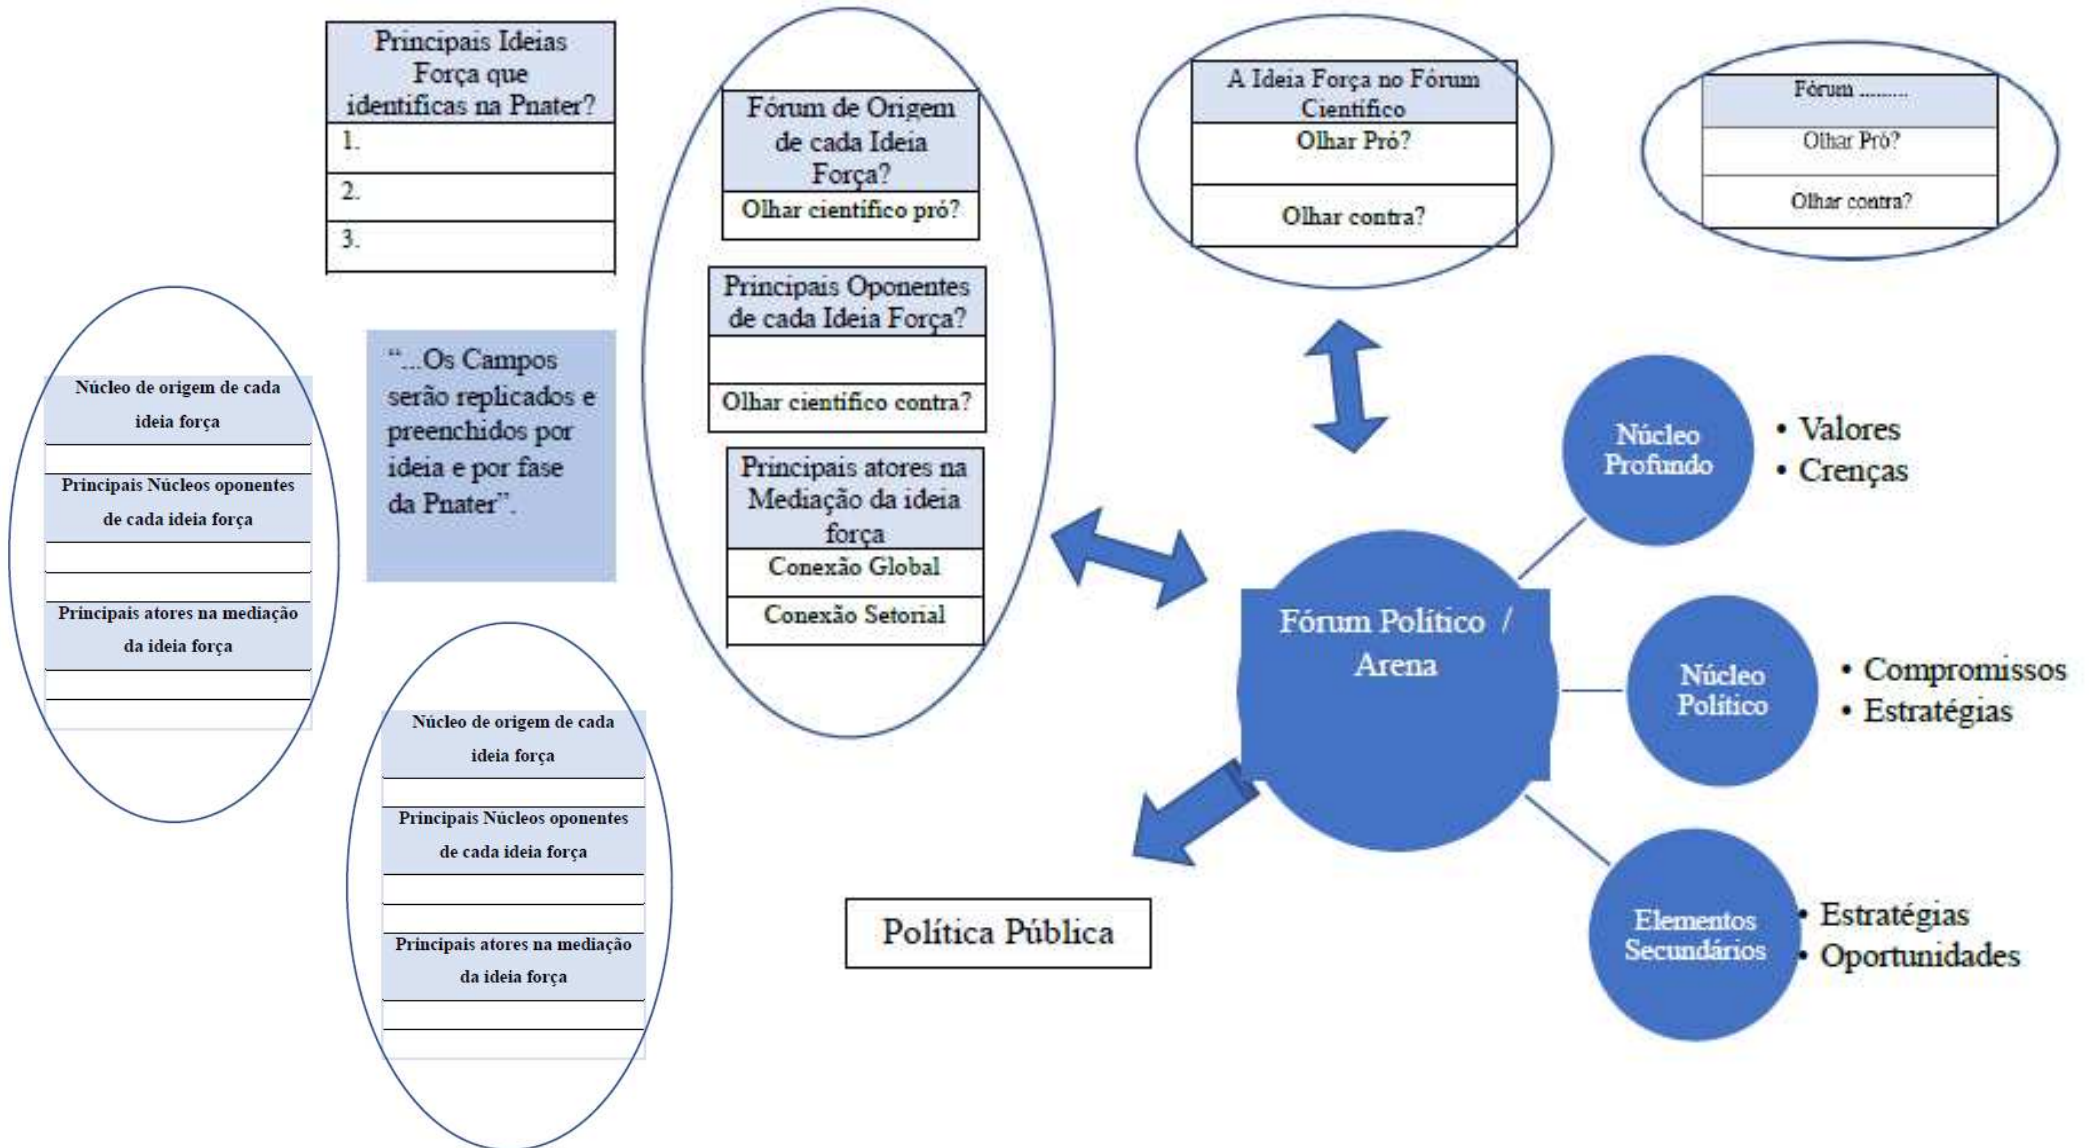 Principais Ideias
Força que
identificas na Pnater?
1.
2.
3.
Fórum de Origem
de cada Ideia
Força?
Olhar científico pró?
Principais Oponentes
de cada Ideia Força?
Olhar científico contra?
Principais atores na
Mediação da ideia
força
Conexão Global
Conexão Setorial
A Ideia Força no Fórum
Científico
Olhar Pró?
Olhar contra?
Fórum .........
Olhar Pró?
Olhar contra?
Núcleo de origem de cada
ideia força
Principais Núcleos oponentes
de cada ideia força
Principais atores na mediação
da ideia força
“...Os Campos
serão replicados e
preenchidos por
ideia e por fase
da Pnater”.
Núcleo de origem de cada
ideia força
Principais Núcleos oponentes
de cada ideia força
Principais atores na mediação
da ideia força
Fórum Político /
Arena
Núcleo
Profundo
• Valores
• Crenças
Núcleo
Político
• Compromissos
• Estratégias
Elementos
Secundários
• Estratégias
• Oportunidades
Política Pública